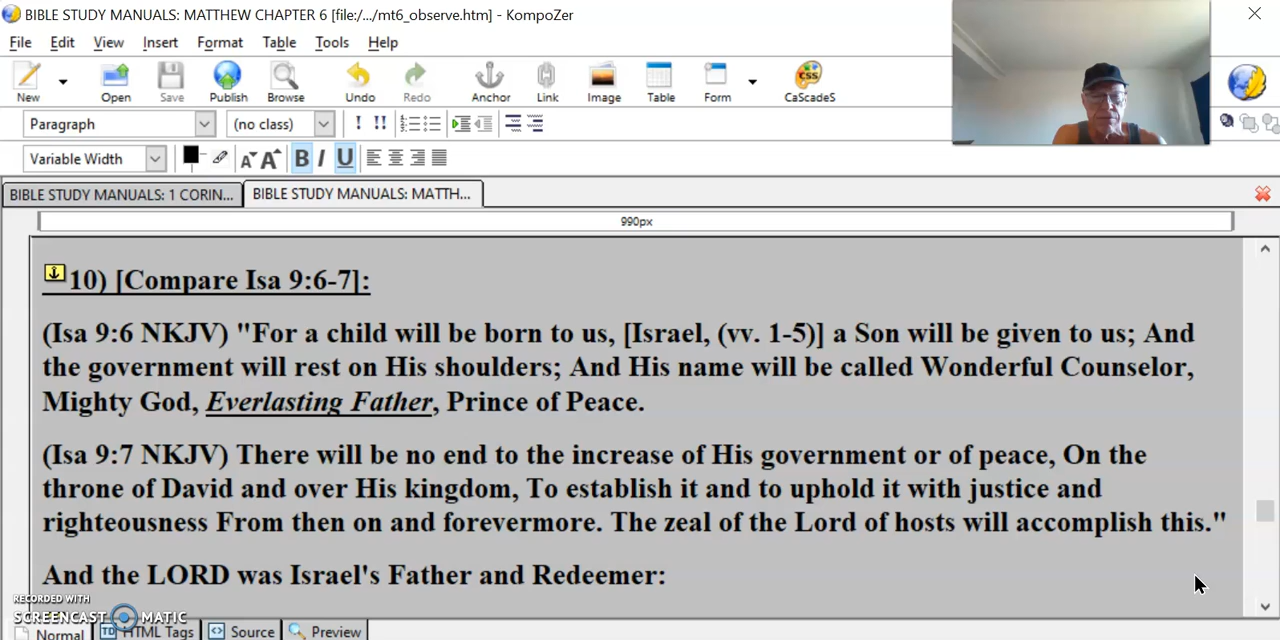 BIBLE STUDY MANUALS: MATTHEW CHAPTER 6 [file:/.../mt6_observe.htm] - KompoZer
File Edit View Insert Format Table Tools Help
New Open Save Publish Browse Undo Redo Anchor Link Image Table Form CaScadeS
Paragraph (no class) ! !!
Variable Width A A B I U
BIBLE STUDY MANUALS: 1 CORIN... BIBLE STUDY MANUALS: MATTH...
990px
10) [Compare Isa 9:6-7]:
(Isa 9:6 NKJV) "For a child will be born to us, [Israel, (vv. 1-5)] a Son will be given to us; And
the government will rest on His shoulders; And His name will be called Wonderful Counselor,
Mighty God, Everlasting Father, Prince of Peace.
(Isa 9:7 NKJV) There will be no end to the increase of His government or of peace, On the
throne of David and over His kingdom, To establish it and to uphold it with justice and
righteousness From then on and forevermore. The zeal of the Lord of hosts will accomplish this."
And the LORD was Israel's Father and Redeemer:
RECORDED WITH
SCREENCAST MATIC
Normal TD HTML Tags <> Source Preview